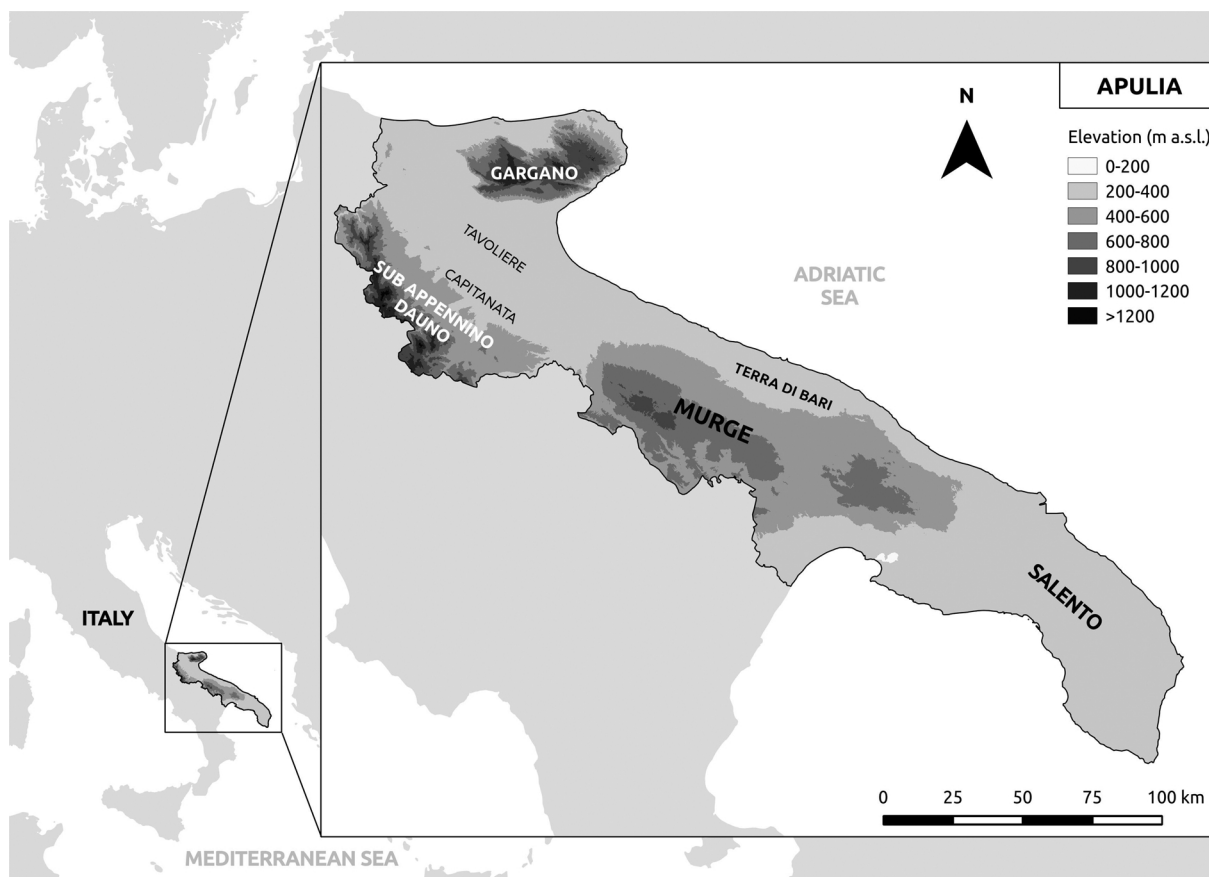 APULIA
N
Elevation (m a.s.l.)
0-200
200-400
400-600
600-800
800-1000
1000-1200
>1200
GARGANO
TAVOLIERE
CAPITANATA
SUB APPENNINO
DAUNO
ADRIATIC
SEA
TERRA DI BARI
MURGE
SALENTO
ITALY
0 25 50 75 100 km
MEDITERRANEAN SEA